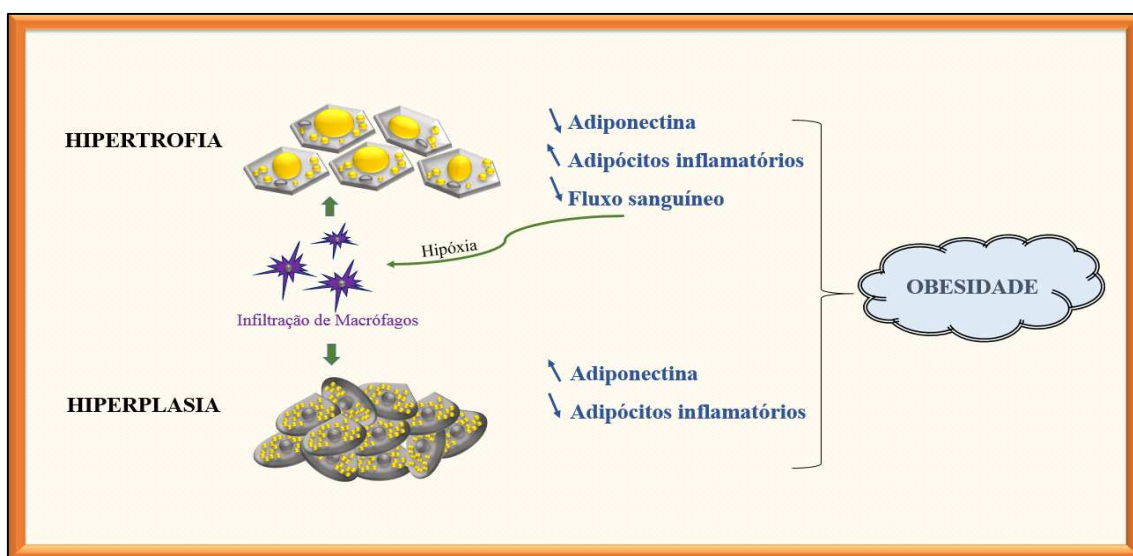 HIPERTROFIA
Adiponectina
Adipócitos inflamatórios
Fluxo sanguíneo
Hipóxia
Infiltração de Macrófagos
OBESIDADE
HIPERPLASIA
Adiponectina
Adipócitos inflamatórios